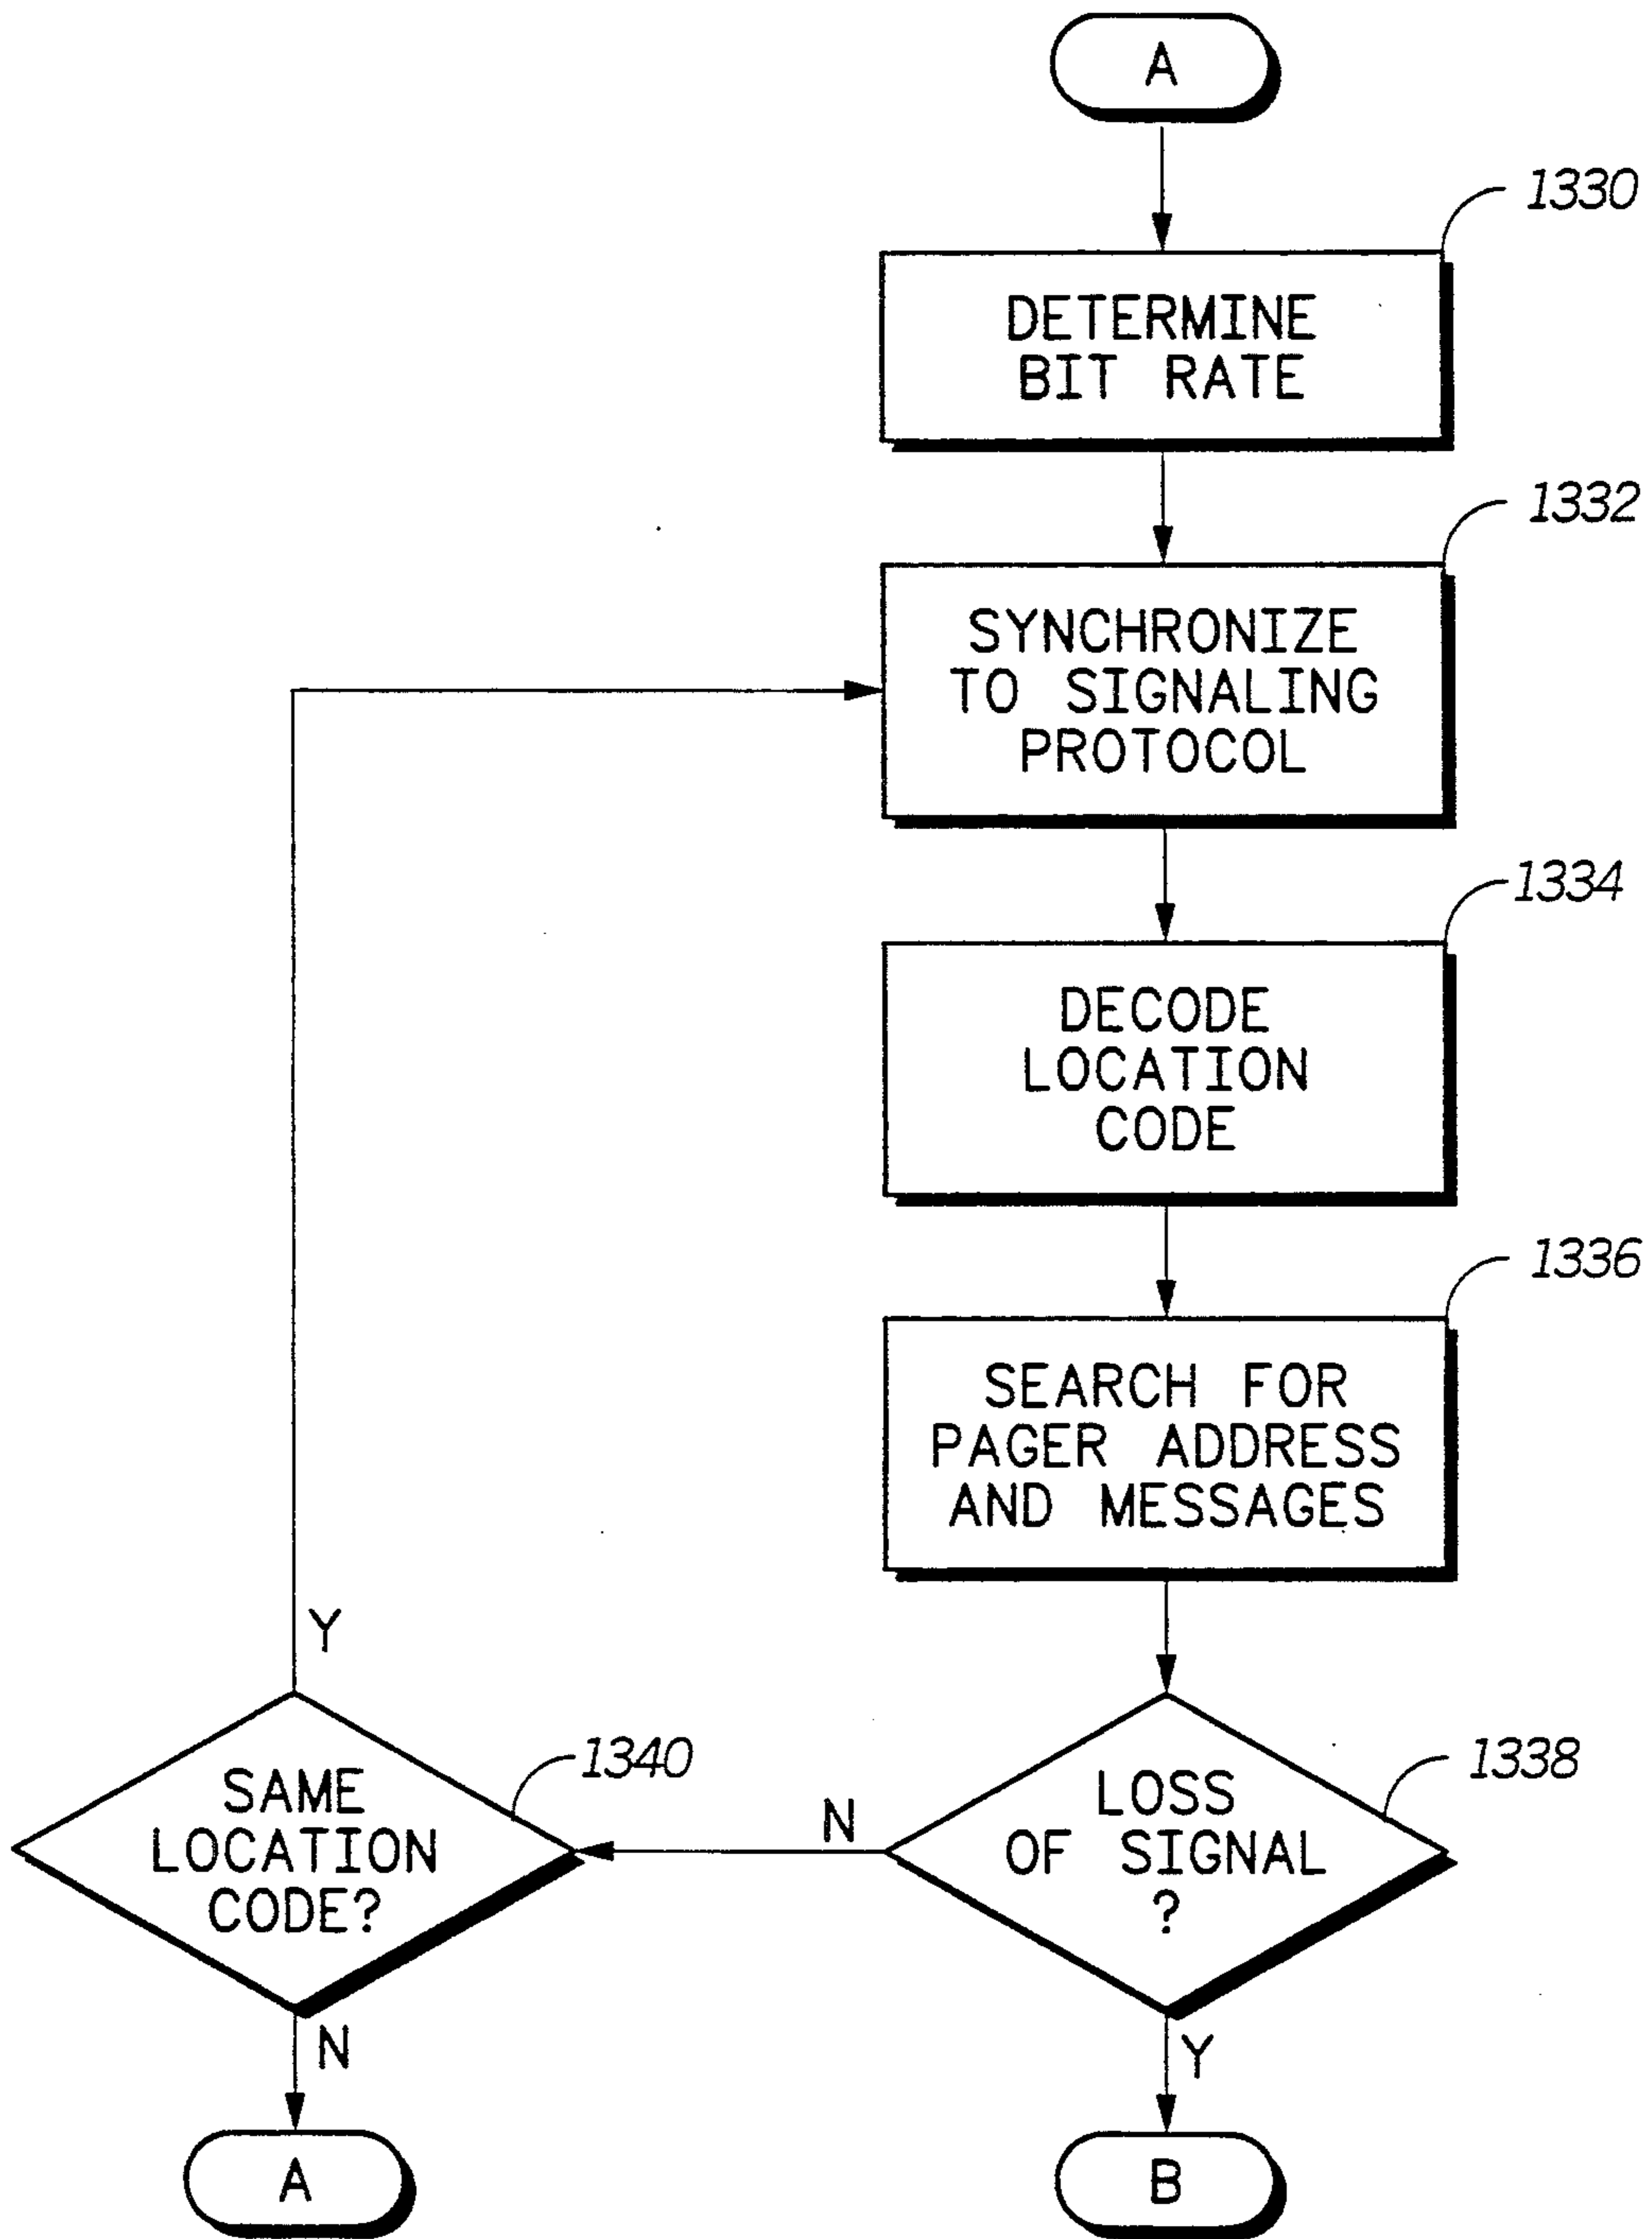 A
1330
DETERMINE
BIT RATE
1332
SYNCHRONIZE
TO SIGNALING
PROTOCOL
1334
DECODE
LOCATION
CODE
1336
SEARCH FOR
PAGER ADDRESS
AND MESSAGES
Y
1340
SAME
LOCATION
CODE?
N
1338
LOSS
OF SIGNAL
?
N
Y
A
B